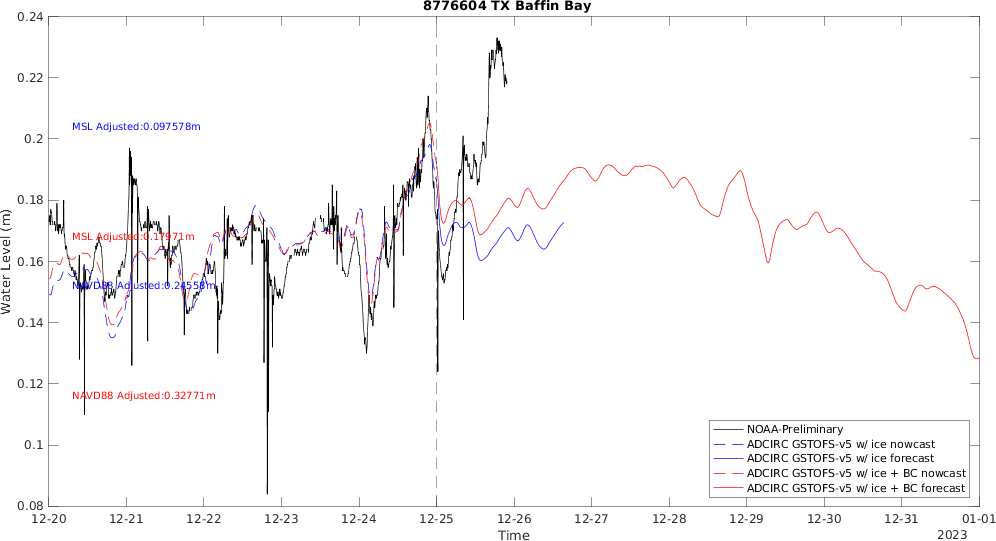 8776604 TX Baffin Bay
0.24
0.22
0.2
0.18
0.16
0.14
0.12
0.1
0.08
Water Level (m)
MSL Adjusted:0.097578m
MSL Adjusted:0.17971m
NAVD88 Adjusted:0.24558m
NAVD88 Adjusted:0.32771m
NOAA-Preliminary
ADCIRC GSTOFS-v5 w/ ice nowcast
ADCIRC GSTOFS-v5 w/ ice forecast
ADCIRC GSTOFS-v5 w/ ice + BC nowcast
ADCIRC GSTOFS-v5 w/ ice + BC forecast
12-20 12-21 12-22 12-23 12-24 12-25 12-26 12-27 12-28 12-29 12-30 12-31 01-01
Time
2023